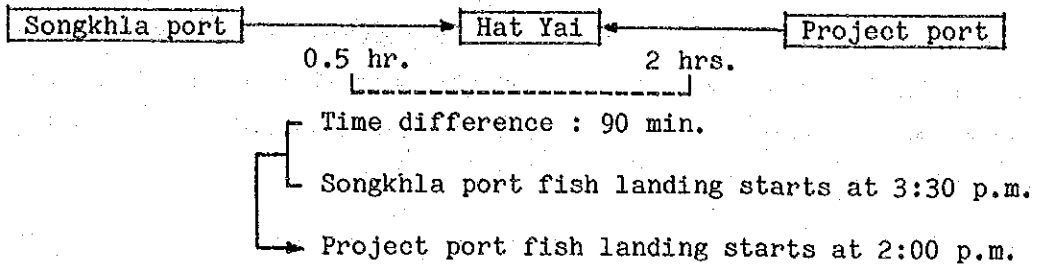 Songkhla port Hat Yai Project port
0.5 hr. 2 hrs.
Time difference : 90 min.
Songkhla port fish landing starts at 3:30 p.m.
Project port fish landing starts at 2:00 p.m.